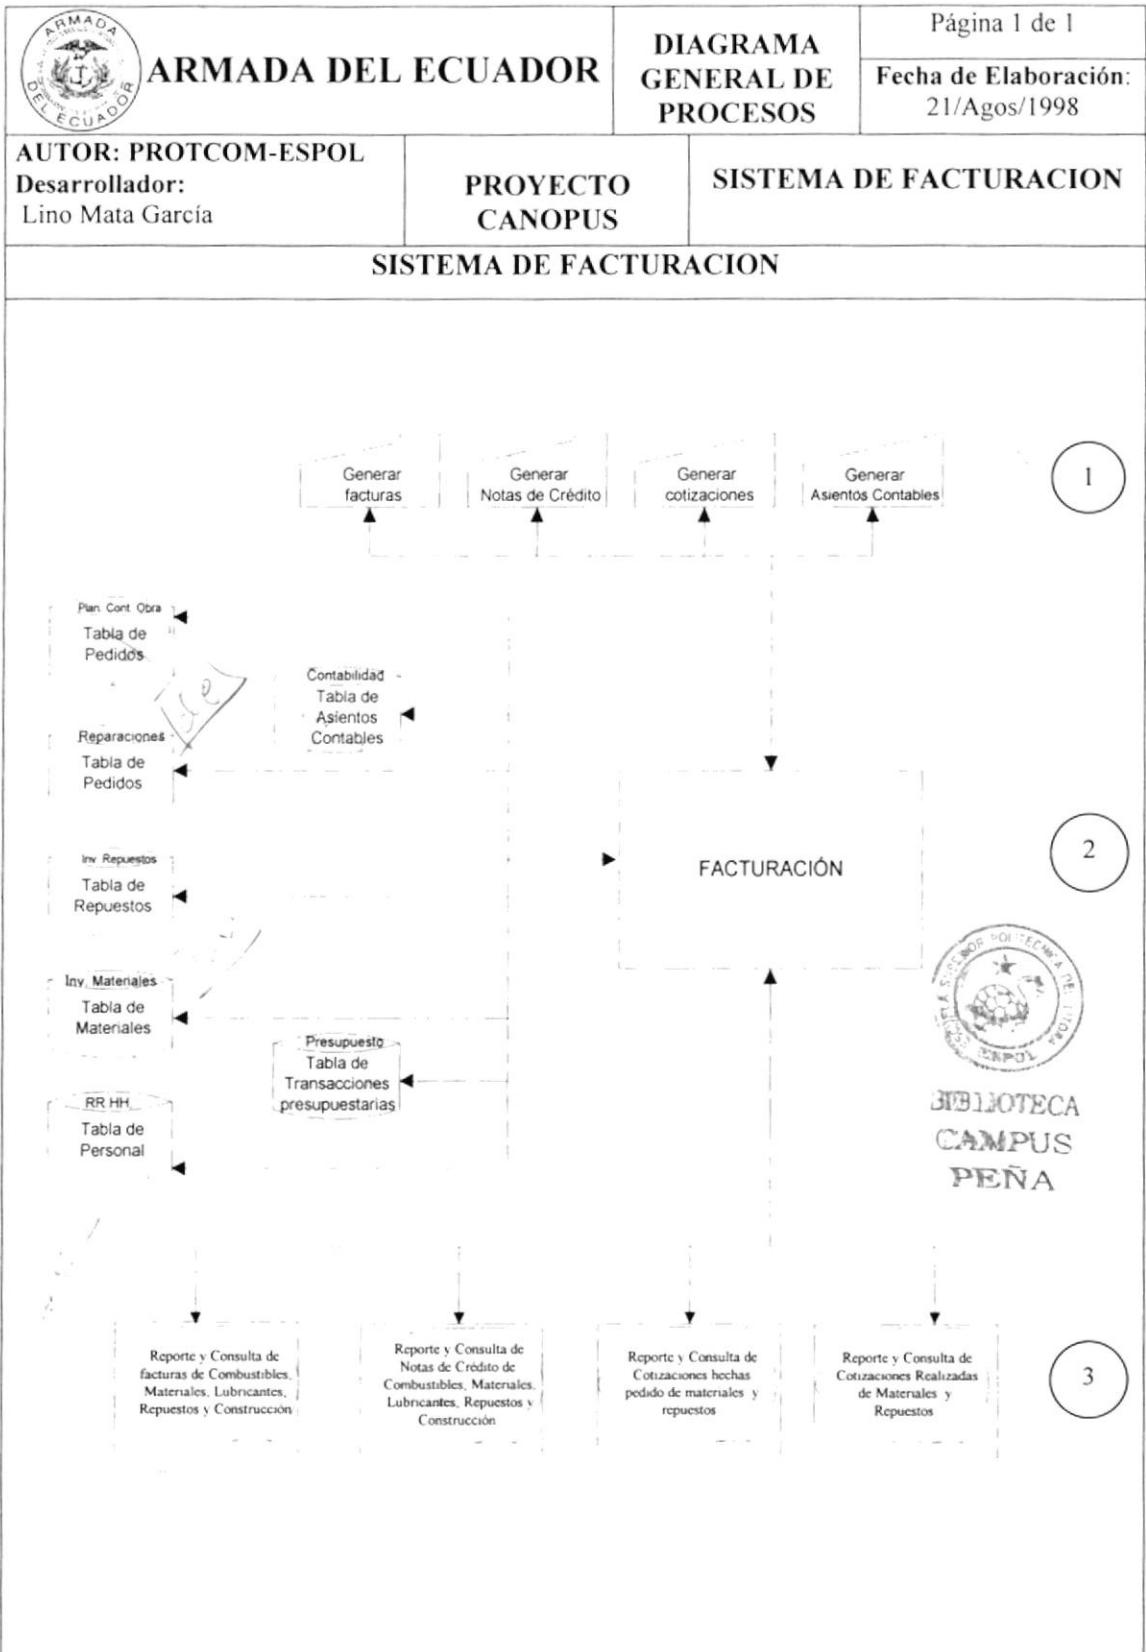 ARMADA
DEL ECUADOR
ARMADA DEL ECUADOR
DIAGRAMA
GENERAL DE
PROCESOS
Página 1 de 1
Fecha de Elaboración:
21/Agos/1998
AUTOR: PROTCOM-ESPOL
Desarrollador:
Lino Mata García
PROYECTO
CANOPUS
SISTEMA DE FACTURACION
SISTEMA DE FACTURACION
Generar
facturas
Generar
Notas de Crédito
Generar
cotizaciones
Generar
Asientos Contables
1
Plan. Cont. Obra
Tabla de
Pedidos
Contabilidad
Tabla de
Asientos
Contables
Reparaciones
Tabla de
Pedidos
Inv. Repuestos
Tabla de
Repuestos
FACTURACIÓN
2
Inv. Materiales
Tabla de
Materiales
Presupuesto
Tabla de
Transacciones
presupuestarias
RR.HH.
Tabla de
Personal
ESPOL
BIBLIOTECA
CAMPUS
PEÑA
Reporte y Consulta de
facturas de Combustibles,
Materiales, Lubricantes,
Repuestos y Construcción
Reporte y Consulta de
Notas de Crédito de
Combustibles, Materiales,
Lubricantes, Repuestos y
Construcción
Reporte y Consulta de
Cotizaciones hechas
pedido de materiales y
repuestos
Reporte y Consulta de
Cotizaciones Realizadas
de Materiales y
Repuestos
3